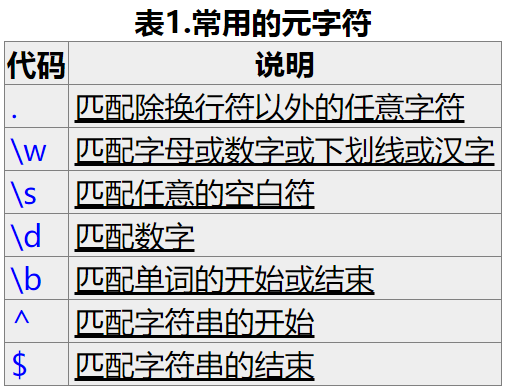 表1.常用的元字符
代码 说明
. 匹配除换行符以外的任意字符
\w 匹配字母或数字或下划线或汉字
\s 匹配任意的空白符
\d 匹配数字
\b 匹配单词的开始或结束
^ 匹配字符串的开始
$ 匹配字符串的结束